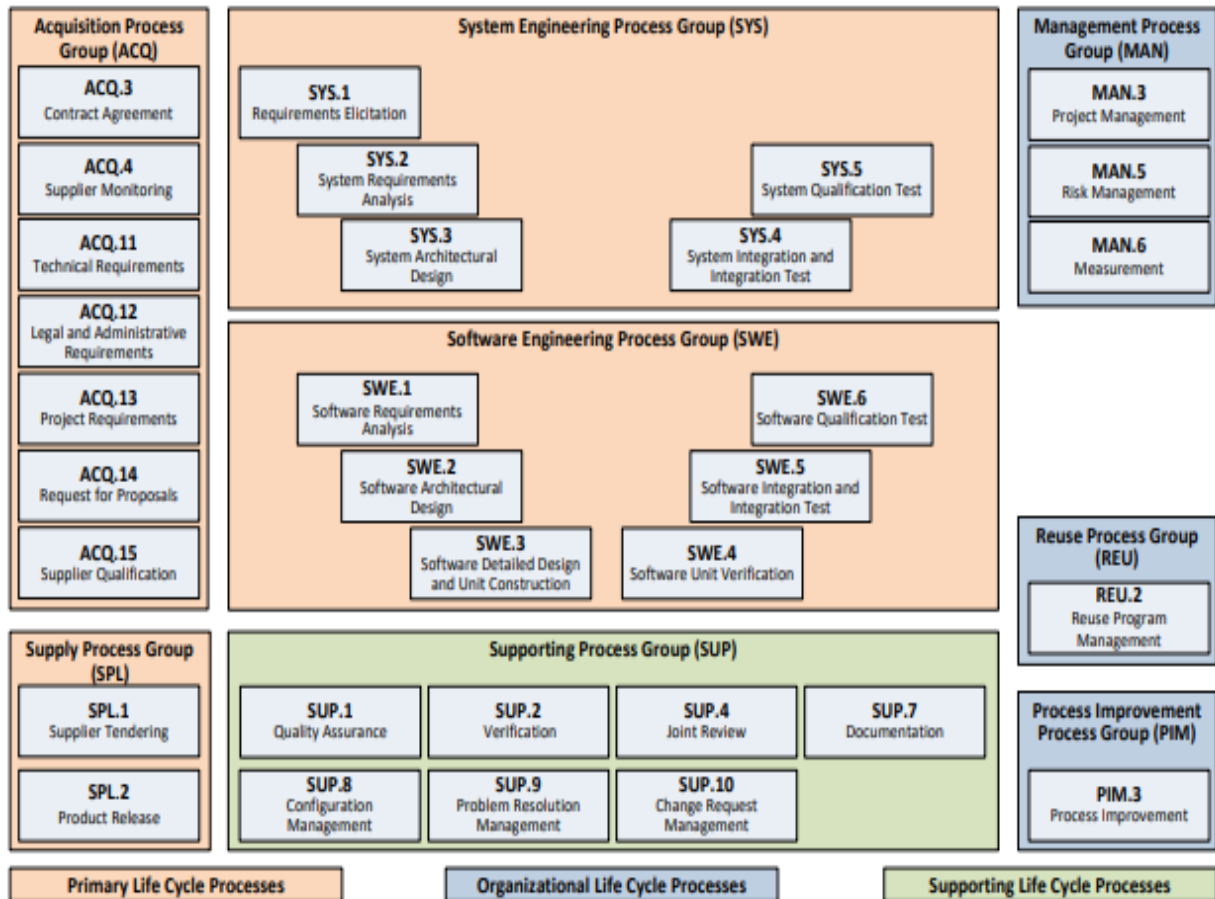 Acquisition Process
Group (ACQ)
ACQ.3
Contract Agreement
ACQ.4
Supplier Monitoring
ACQ.11
Technical Requirements
ACQ.12
Legal and Administrative
Requirements
ACQ.13
Project Requirements
ACQ.14
Request for Proposals
ACQ.15
Supplier Qualification
System Engineering Process Group (SYS)
SYS.1
Requirements Elicitation
SYS.2
System Requirements
Analysis
SYS.3
System Architectural
Design
SYS.5
System Qualification Test
SYS.4
System Integration and
Integration Test
Management Process
Group (MAN)
MAN.3
Project Management
MAN.5
Risk Management
MAN.6
Measurement
Software Engineering Process Group (SWE)
SWE.1
Software Requirements
Analysis
SWE.2
Software Architectural
Design
SWE.3
Software Detailed Design
and Unit Construction
SWE.6
Software Qualification Test
SWE.5
Software Integration and
Integration Test
SWE.4
Software Unit Verification
Reuse Process Group
(REU)
REU.2
Reuse Program
Management
Supply Process Group
(SPL)
SPL.1
Supplier Tendering
SPL.2
Product Release
Supporting Process Group (SUP)
SUP.1
Quality Assurance
SUP.2
Verification
SUP.4
Joint Review
SUP.7
Documentation
SUP.8
Configuration
Management
SUP.9
Problem Resolution
Management
SUP.10
Change Request
Management
Process Improvement
Process Group (PIM)
PIM.3
Process Improvement
Primary Life Cycle Processes
Organizational Life Cycle Processes
Supporting Life Cycle Processes